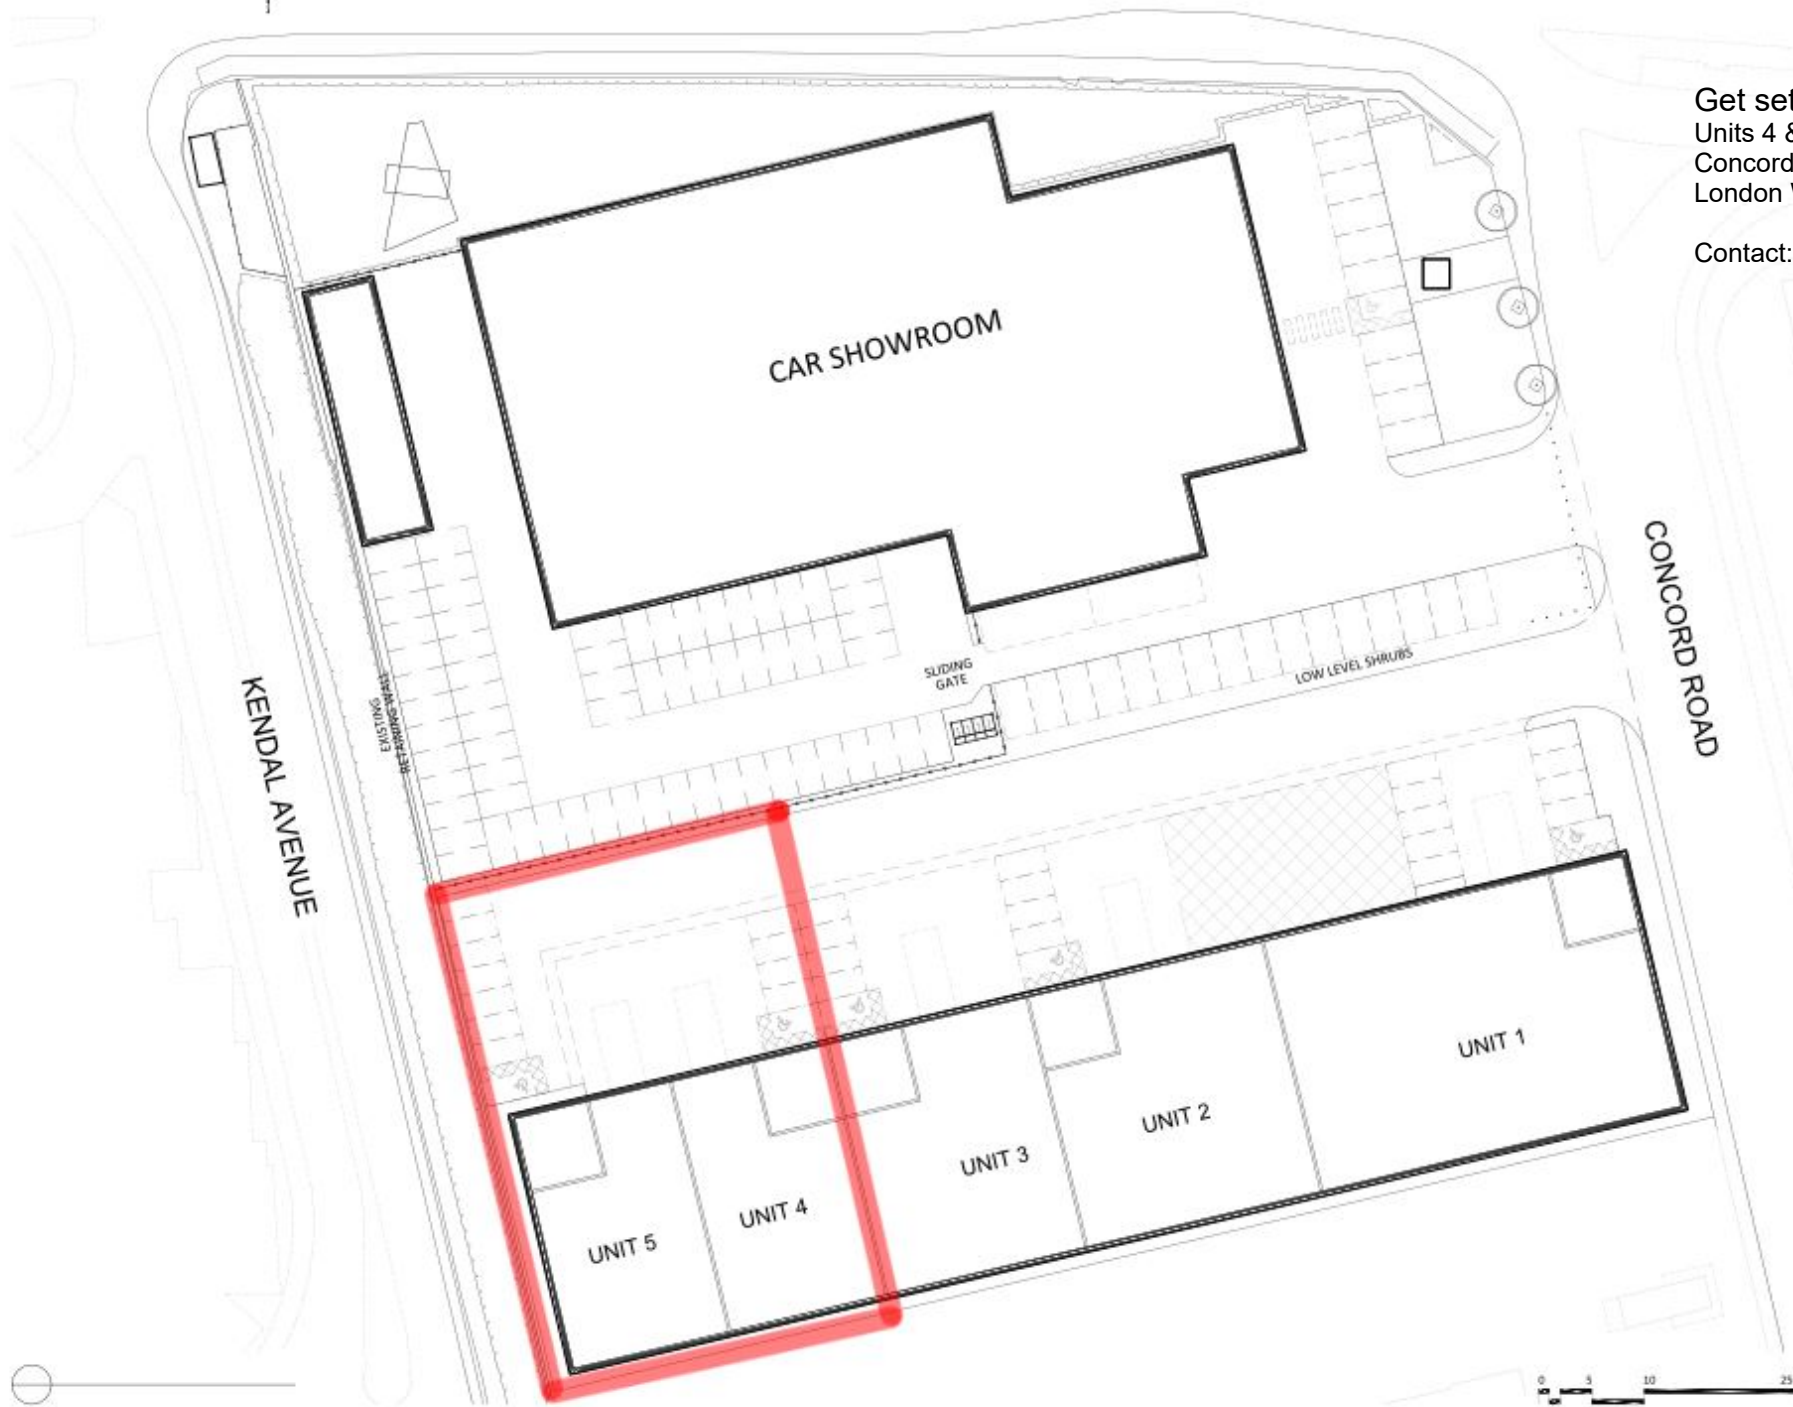 Get set
Units 4 &
Concord
London
Contact:
CAR SHOWROOM
CONCORD ROAD
SLIDING
GATE
LOW LEVEL SHRUBS
KENDAL AVENUE
EXISTING
RETAINING WALL
UNIT 1
UNIT 2
UNIT 3
UNIT 4
UNIT 5
0 5 10 25